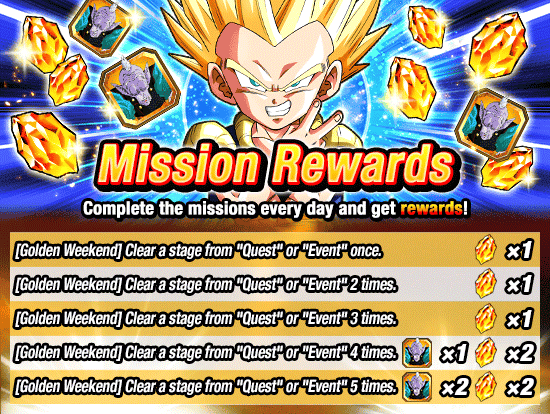 Mission Rewards
Complete the missions every day and get rewards!
[Golden Weekend] Clear a stage from "Quest" or "Event" once. ×1
[Golden Weekend] Clear a stage from "Quest" or "Event" 2 times. ×1
[Golden Weekend] Clear a stage from "Quest" or "Event" 3 times. ×1
[Golden Weekend] Clear a stage from "Quest" or "Event" 4 times. ×1 ×2
[Golden Weekend] Clear a stage from "Quest" or "Event" 5 times. ×2 ×2